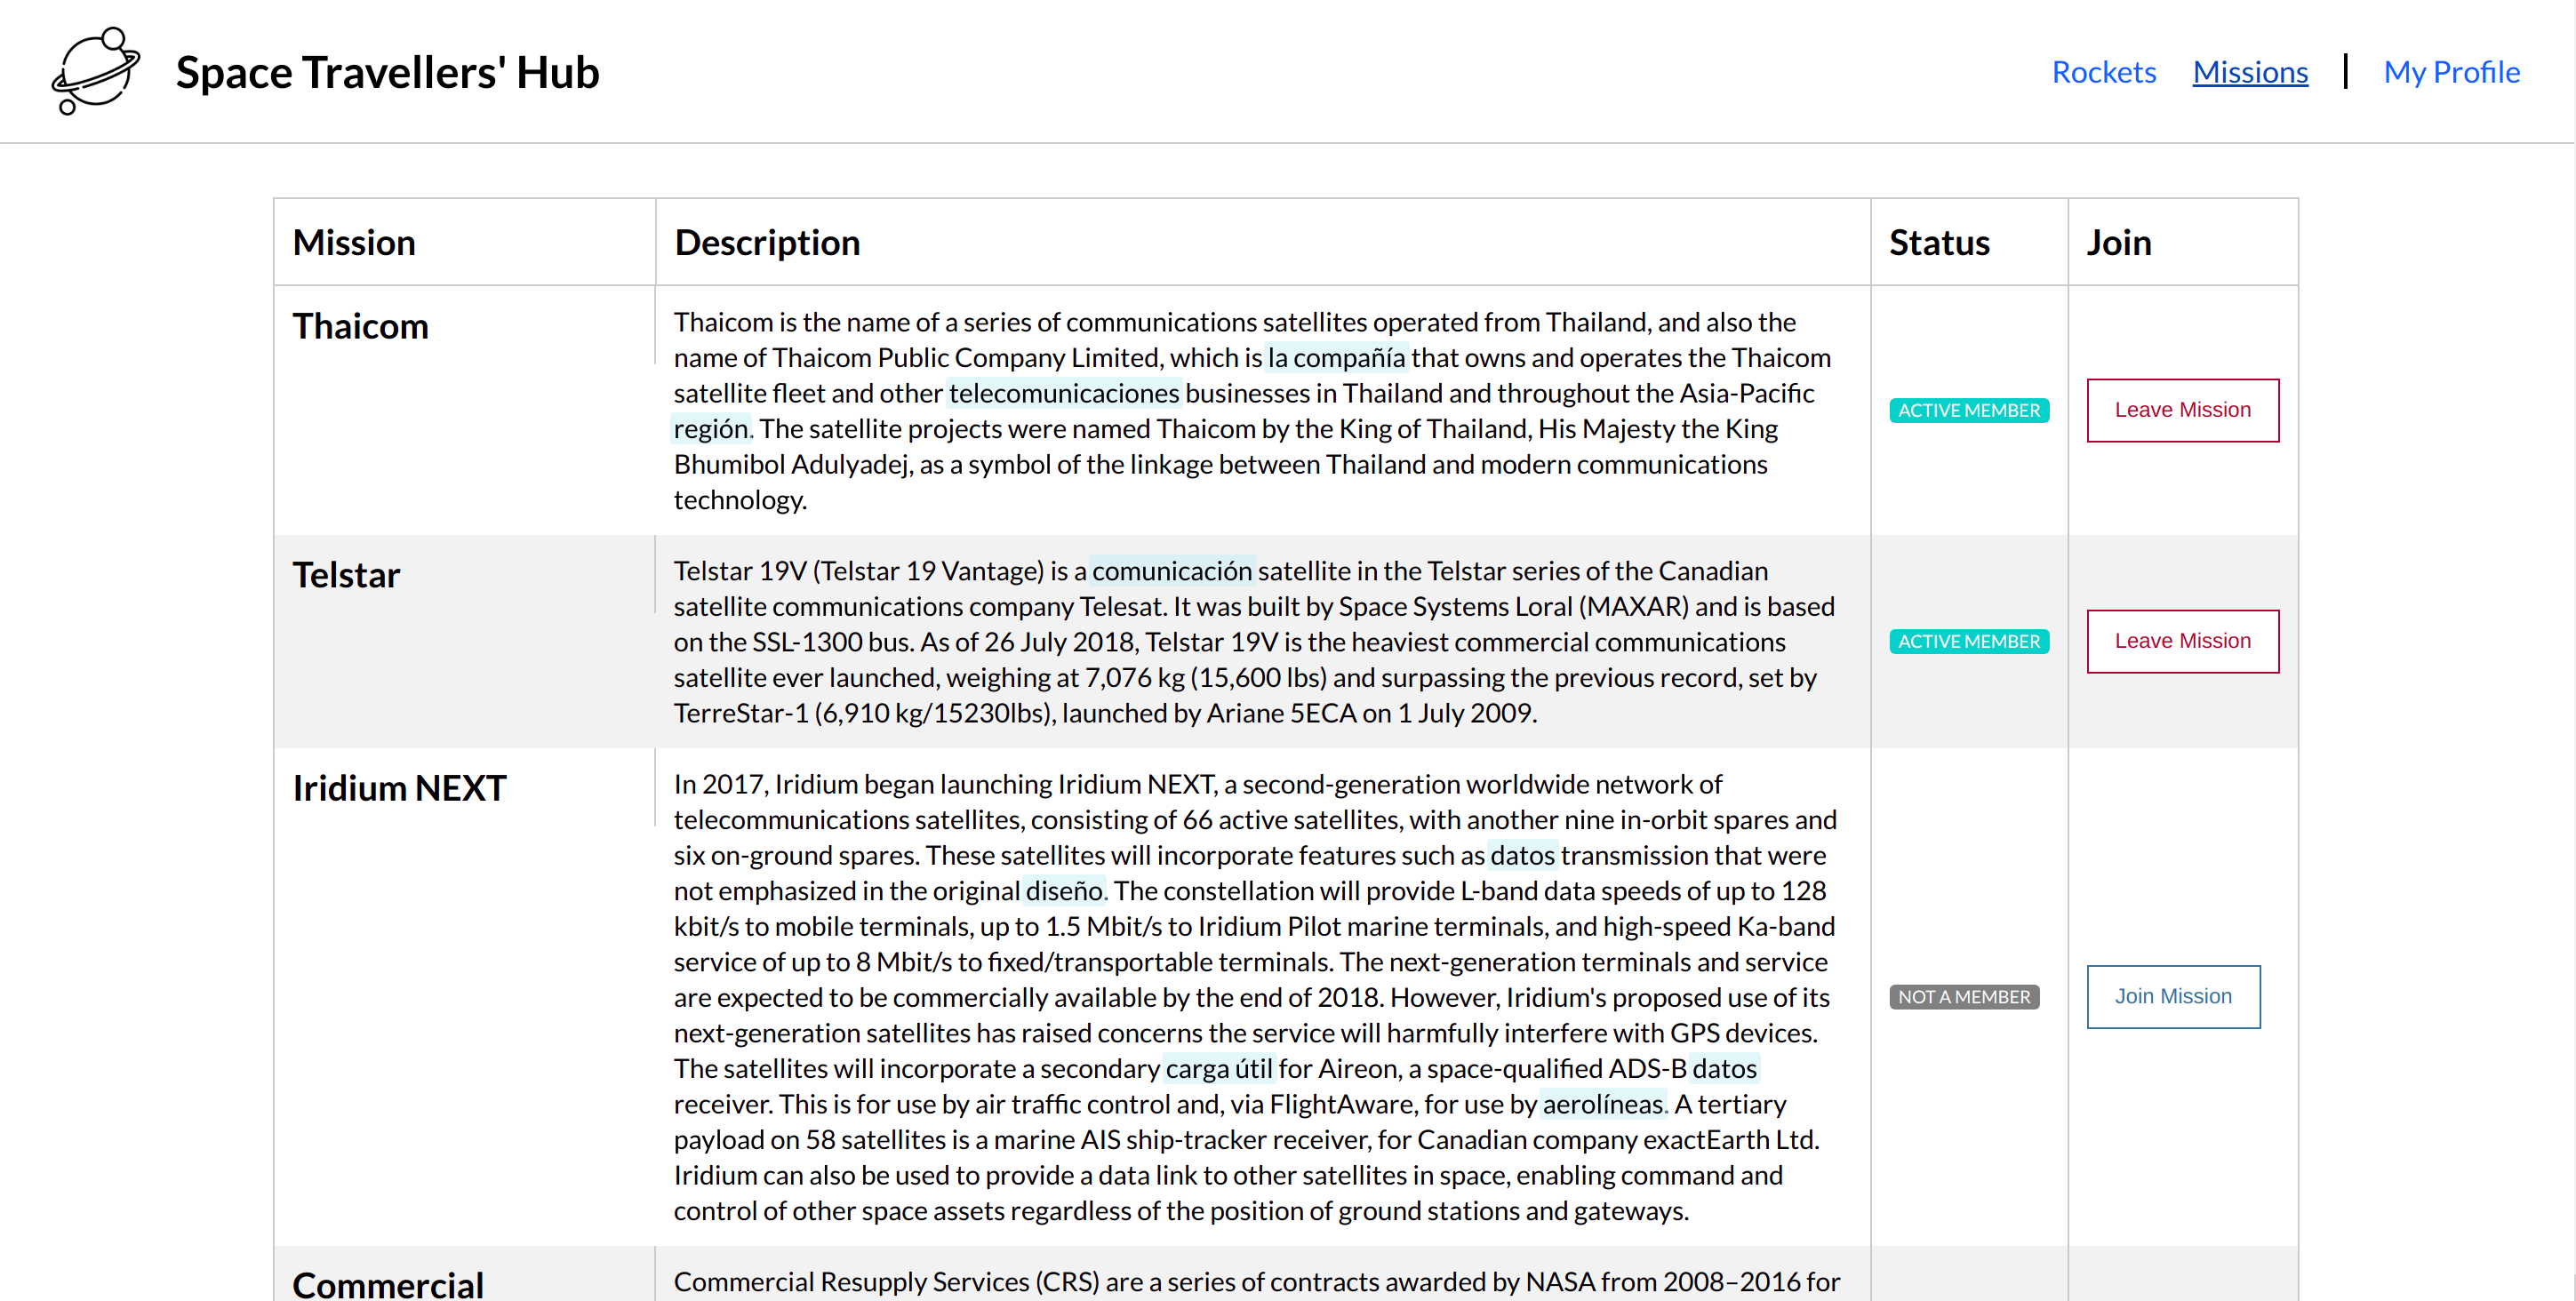 Space Travellers' Hub
Rockets Missions | My Profile
Mission Description Status Join
Thaicom
Thaicom is the name of a series of communications satellites operated from Thailand, and also the
name of Thaicom Public Company Limited, which is la compañía that owns and operates the Thaicom
satellite fleet and other telecomunicaciones businesses in Thailand and throughout the Asia-Pacific
región. The satellite projects were named Thaicom by the King of Thailand, His Majesty the King
Bhumibol Adulyadej, as a symbol of the linkage between Thailand and modern communications
technology.
ACTIVE MEMBER
Leave Mission
Telstar
Telstar 19V (Telstar 19 Vantage) is a comunicación satellite in the Telstar series of the Canadian
satellite communications company Telesat. It was built by Space Systems Loral (MAXAR) and is based
on the SSL-1300 bus. As of 26 July 2018, Telstar 19V is the heaviest commercial communications
satellite ever launched, weighing at 7,076 kg (15,600 lbs) and surpassing the previous record, set by
TerreStar-1 (6,910 kg/15230lbs), launched by Ariane 5ECA on 1 July 2009.
ACTIVE MEMBER
Leave Mission
Iridium NEXT
In 2017, Iridium began launching Iridium NEXT, a second-generation worldwide network of
telecommunications satellites, consisting of 66 active satellites, with another nine in-orbit spares and
six on-ground spares. These satellites will incorporate features such as datos transmission that were
not emphasized in the original diseño. The constellation will provide L-band data speeds of up to 128
kbit/s to mobile terminals, up to 1.5 Mbit/s to Iridium Pilot marine terminals, and high-speed Ka-band
service of up to 8 Mbit/s to fixed/transportable terminals. The next-generation terminals and service
are expected to be commercially available by the end of 2018. However, Iridium's proposed use of its
next-generation satellites has raised concerns the service will harmfully interfere with GPS devices.
The satellites will incorporate a secondary carga útil for Aireon, a space-qualified ADS-B datos
receiver. This is for use by air traffic control and, via FlightAware, for use by aerolíneas. A tertiary
payload on 58 satellites is a marine AIS ship-tracker receiver, for Canadian company exactEarth Ltd.
Iridium can also be used to provide a data link to other satellites in space, enabling command and
control of other space assets regardless of the position of ground stations and gateways.
NOT A MEMBER
Join Mission
Commercial
Commercial Resupply Services (CRS) are a series of contracts awarded by NASA from 2008–2016 for